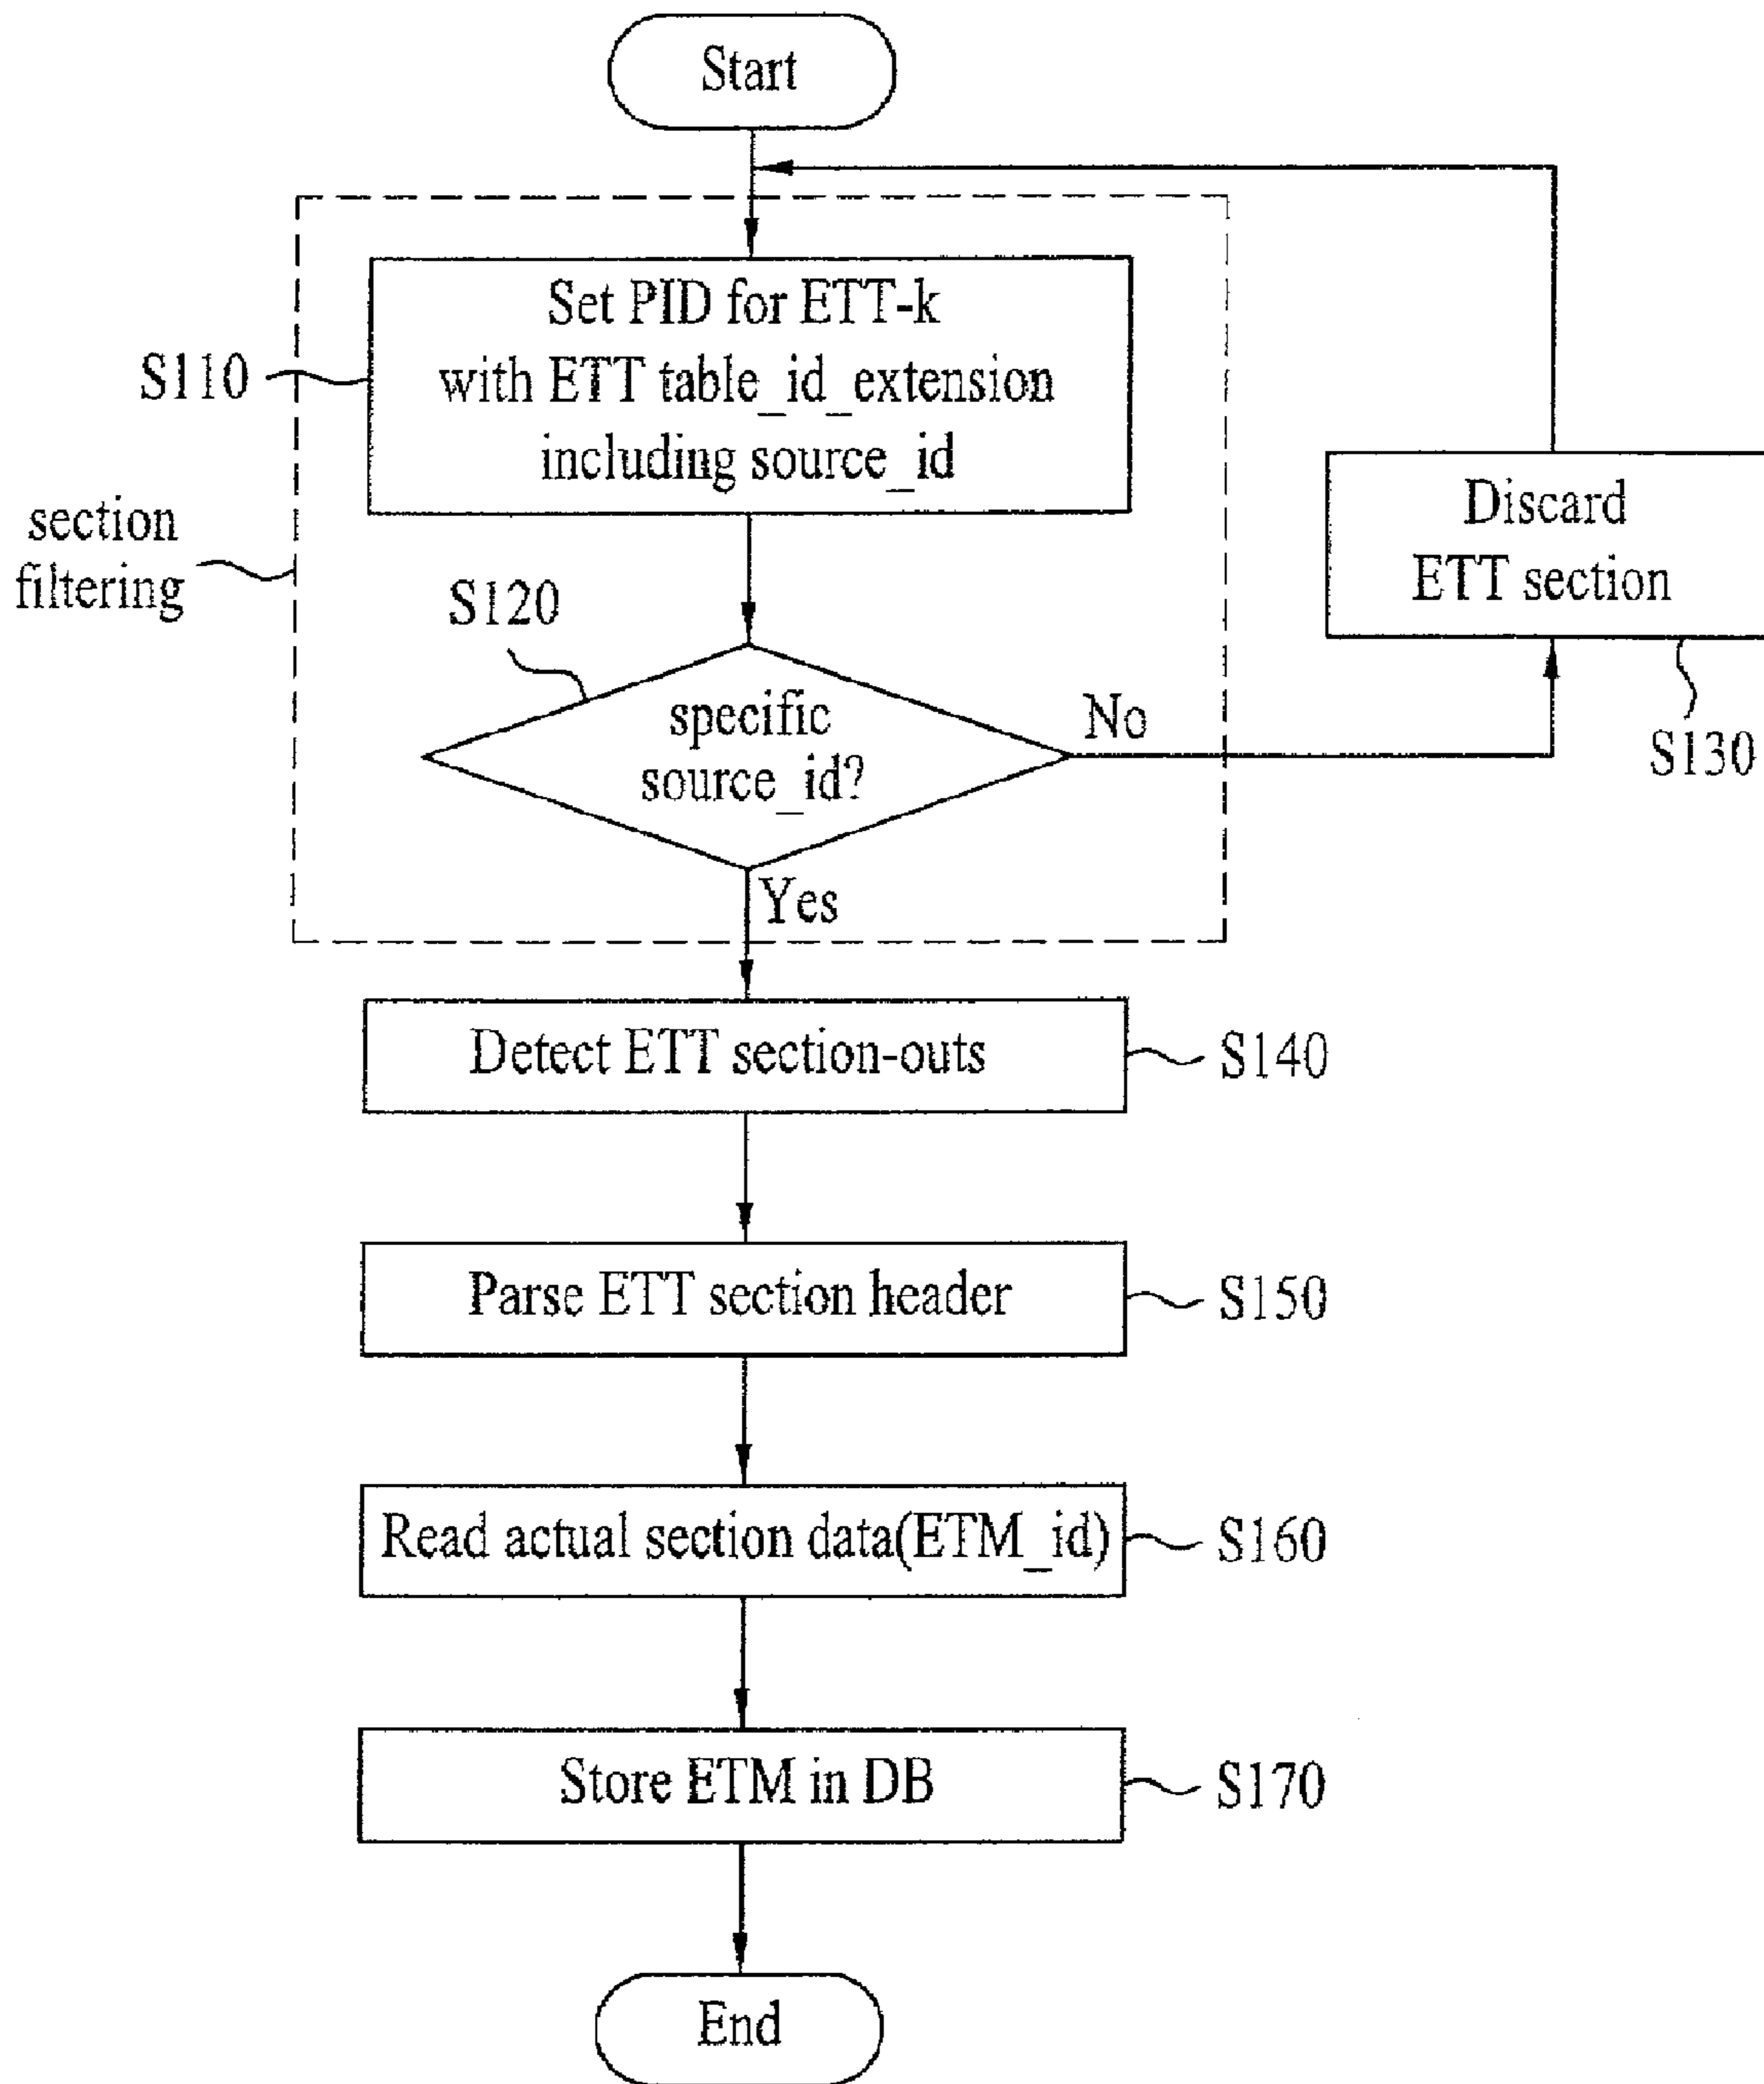 Start
Set PID for ETT-k
with ETT table_id_extension
including source_id
S110
section
filtering
Discard
ETT section
S130
S120
specific
source_id?
No
Yes
Detect ETT section-outs
S140
Parse ETT section header
S150
Read actual section data(ETM_id)
S160
Store ETM in DB
S170
End